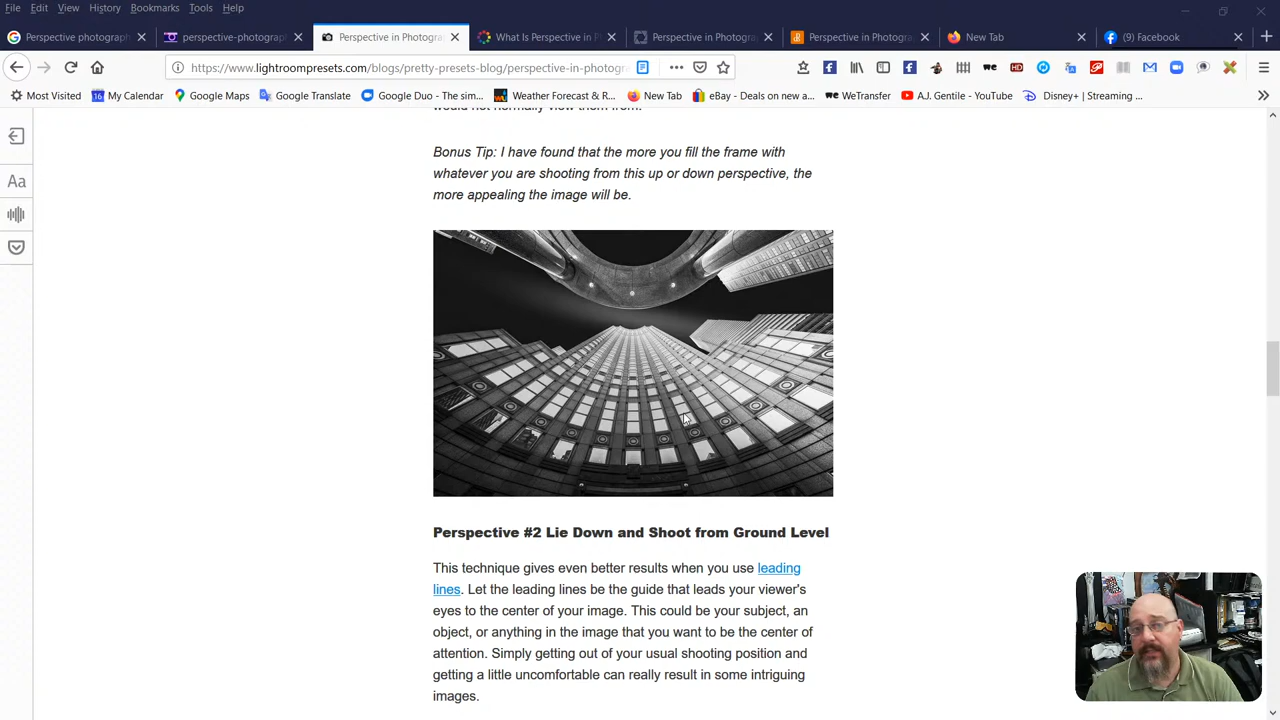 File Edit View History Bookmarks Tools Help
Perspective photograph
perspective-photograph
Perspective in Photogra
What Is Perspective in
Perspective in Photogra
Perspective in Photogra
New Tab
(9) Facebook
https://www.lightroompresets.com/blogs/pretty-presets-blog/perspective-in-photogr
Most Visited
16 My Calendar
Google Maps
Google Translate
Google Duo - The sim...
Weather Forecast & R...
New Tab
eBay - Deals on new a...
we WeTransfer
A.J. Gentile - YouTube
Disney+ | Streaming ...
Aa
would not normally view them from.
Bonus Tip: I have found that the more you fill the frame with
whatever you are shooting from this up or down perspective, the
more appealing the image will be.
Perspective #2 Lie Down and Shoot from Ground Level
This technique gives even better results when you use leading
lines. Let the leading lines be the guide that leads your viewer's
eyes to the center of your image. This could be your subject, an
object, or anything in the image that you want to be the center of
attention. Simply getting out of your usual shooting position and
getting a little uncomfortable can really result in some intriguing
images.